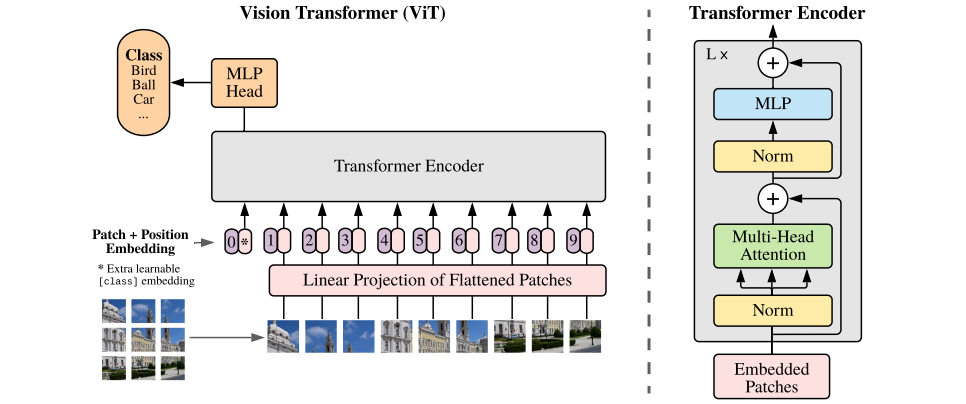 Vision Transformer (ViT)
Class
Bird
Ball
Car
...
MLP
Head
Transformer Encoder
Patch + Position
Embedding
0 * 1 2 3 4 5 6 7 8 9
* Extra learnable
[class] embedding
Linear Projection of Flattened Patches
Transformer Encoder
L ×
+
MLP
Norm
+
Multi-Head
Attention
Norm
Embedded
Patches